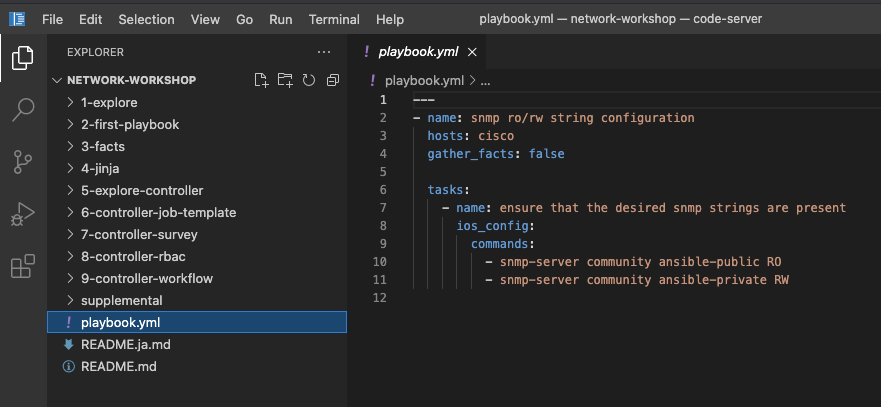 File Edit Selection View Go Run Terminal Help playbook.yml — network-workshop — code-server
EXPLORER
NETWORK-WORKSHOP
1-explore
2-first-playbook
3-facts
4-jinja
5-explore-controller
6-controller-job-template
7-controller-survey
8-controller-rbac
9-controller-workflow
supplemental
! playbook.yml
README.ja.md
README.md
! playbook.yml
! playbook.yml > ...
1 ---
2 - name: snmp ro/rw string configuration
3   hosts: cisco
4   gather_facts: false
5
6   tasks:
7     - name: ensure that the desired snmp strings are present
8       ios_config:
9         commands:
10           - snmp-server community ansible-public RO
11           - snmp-server community ansible-private RW
12